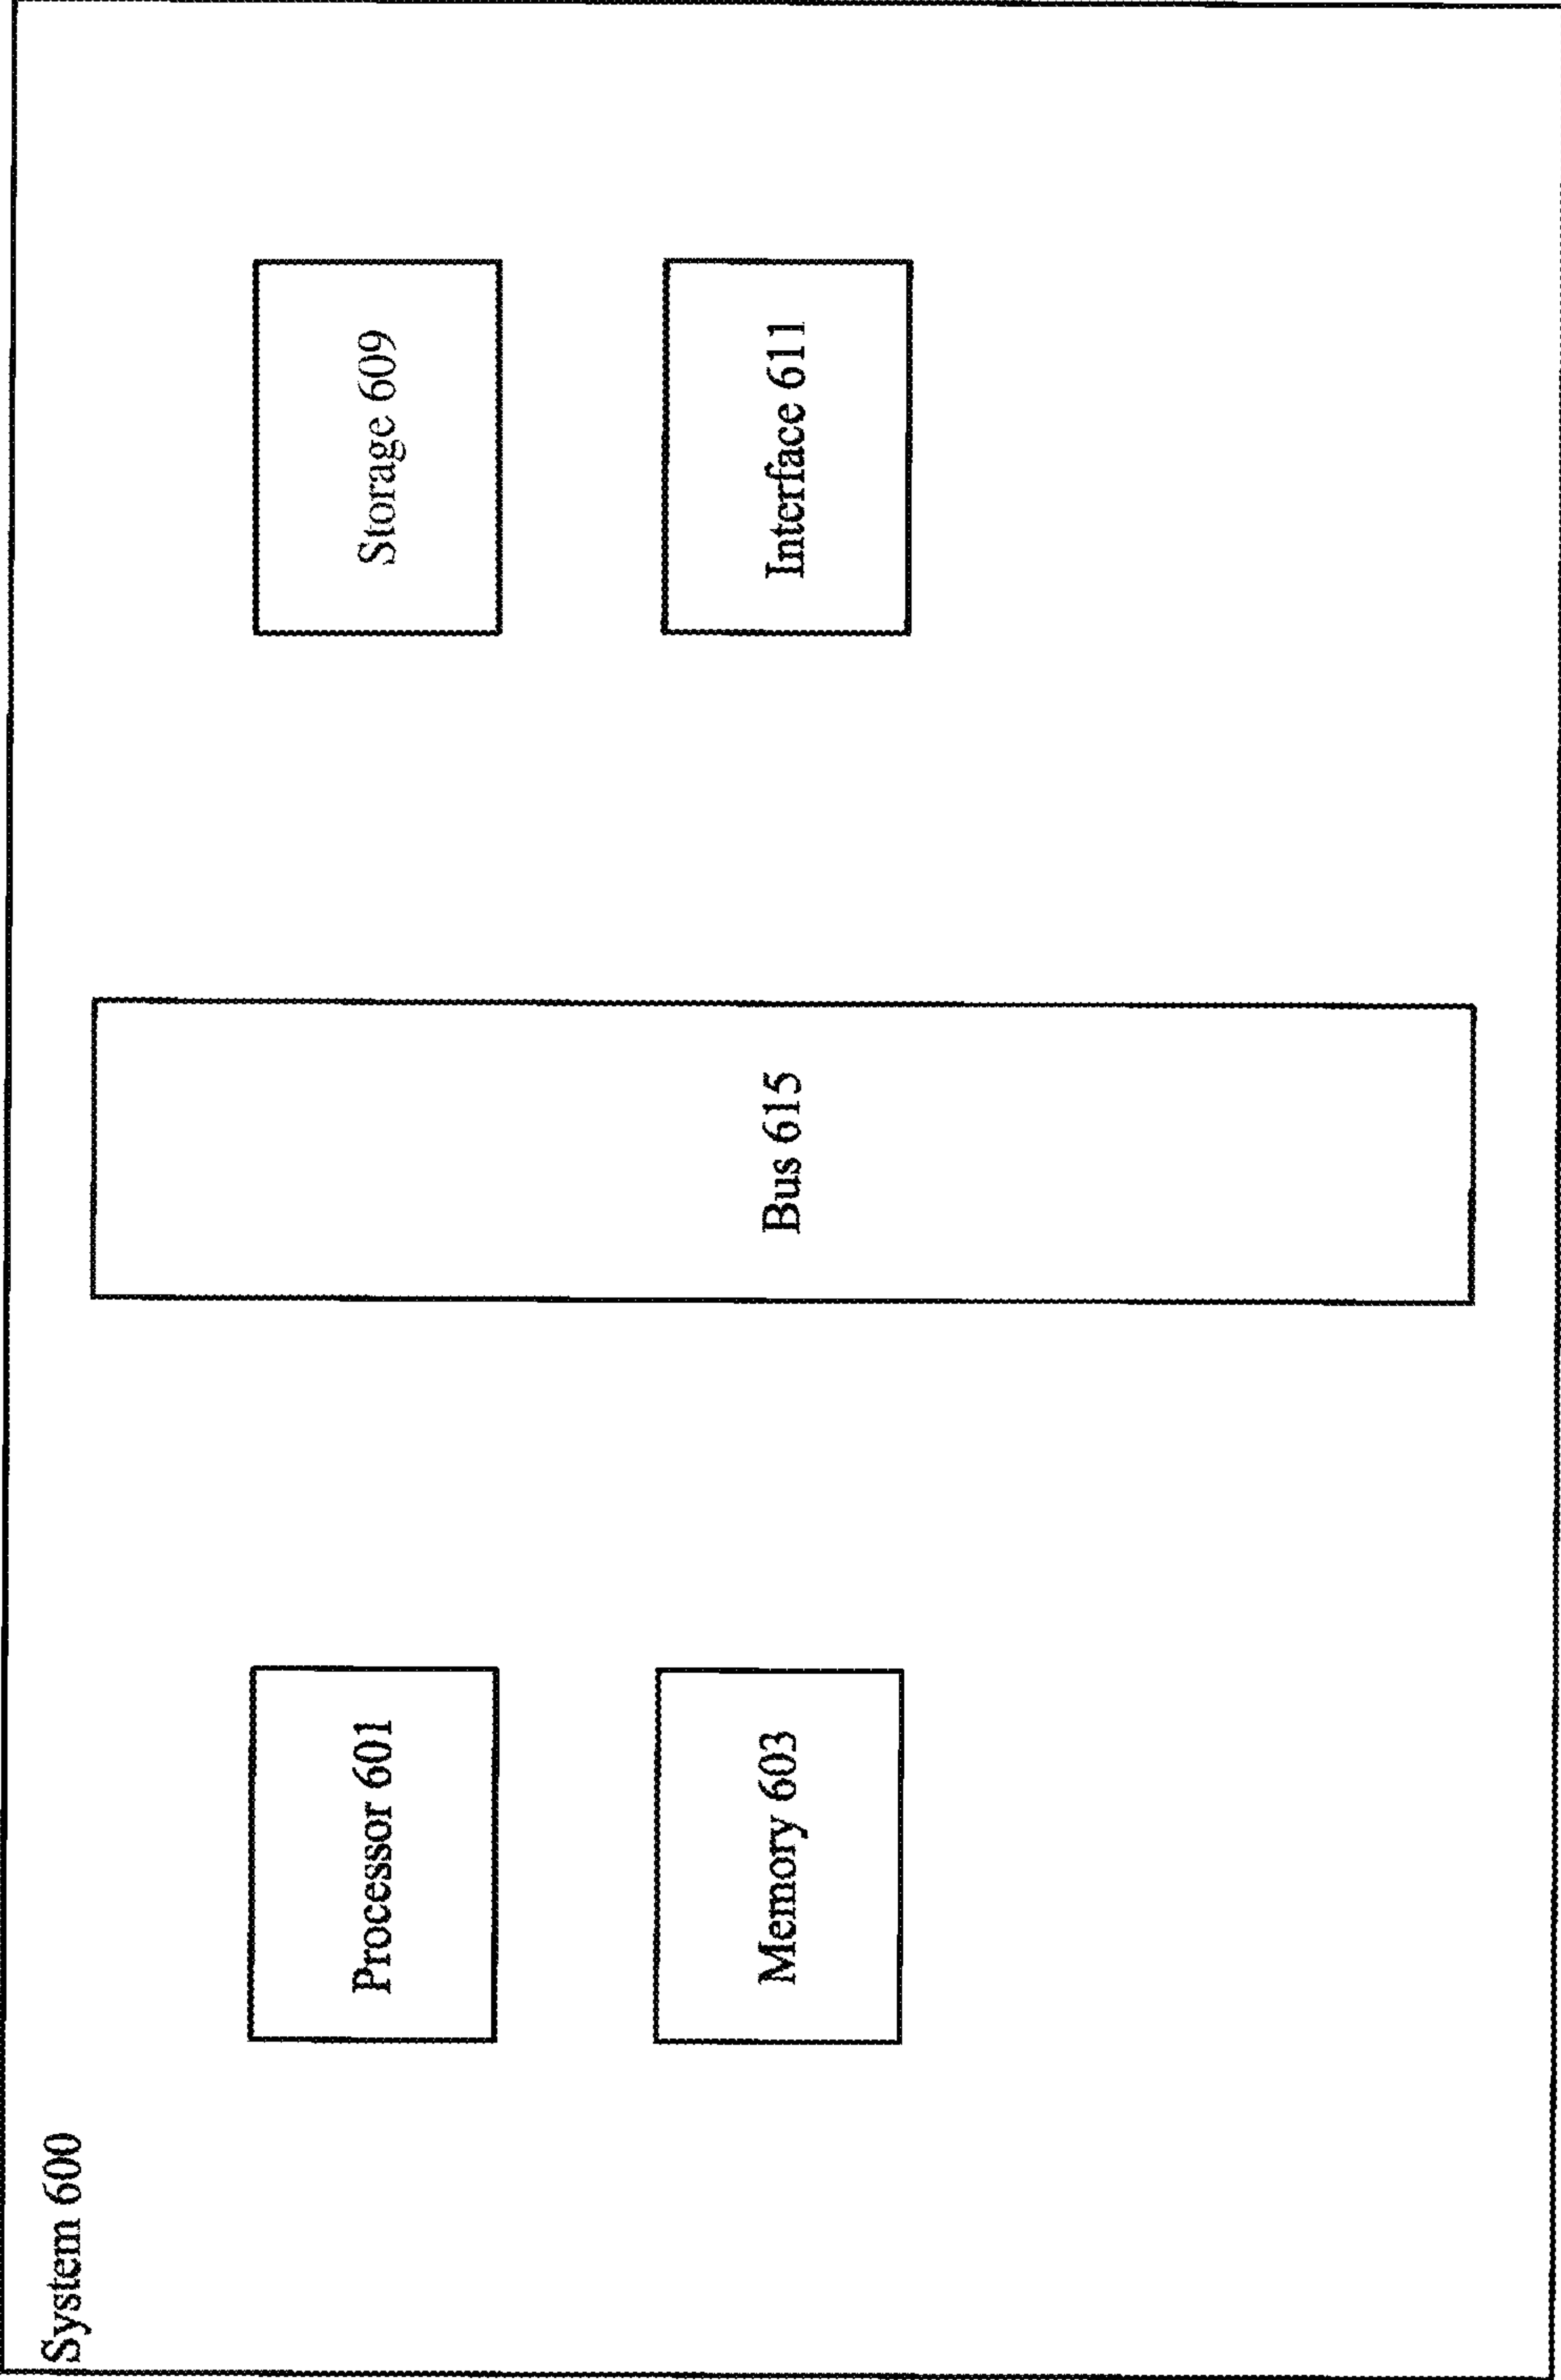 System 600
Processor 601
Memory 603
Bus 615
Storage 609
Interface 611